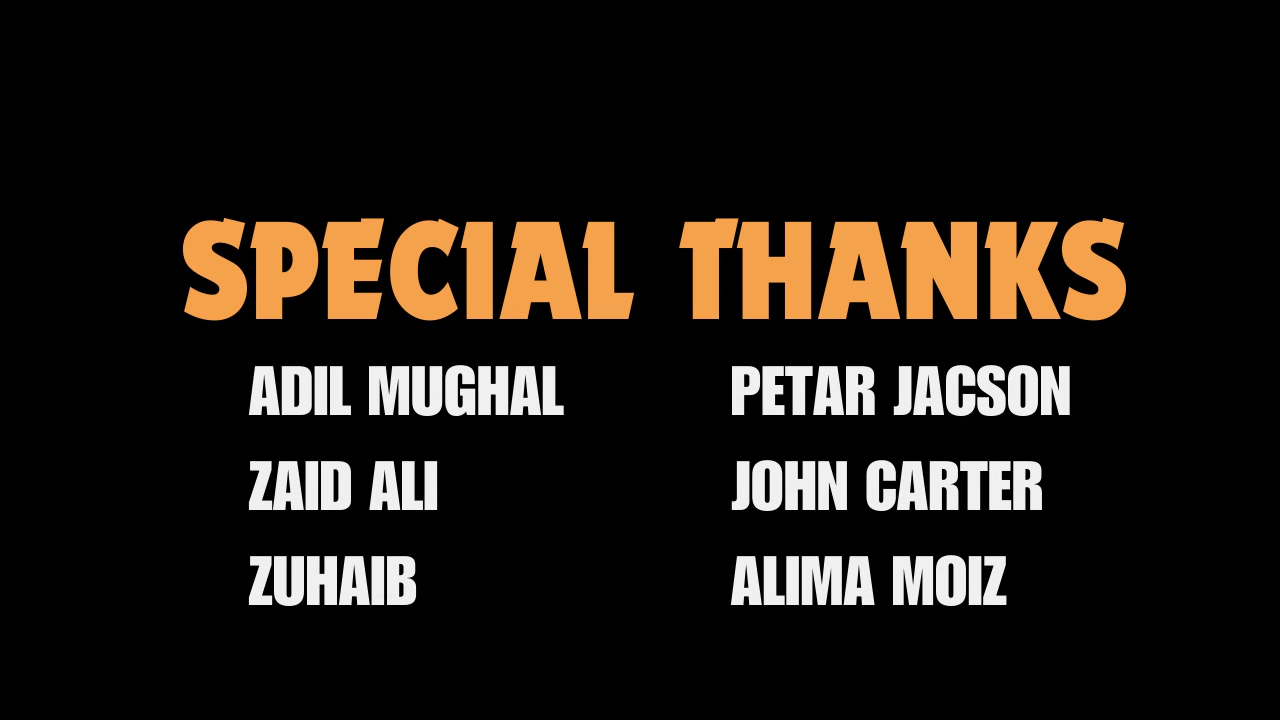 SPECIAL THANKS
ADIL MUGHAL
ZAID ALI
ZUHAIB
PETAR JACSON
JOHN CARTER
ALIMA MOIZ